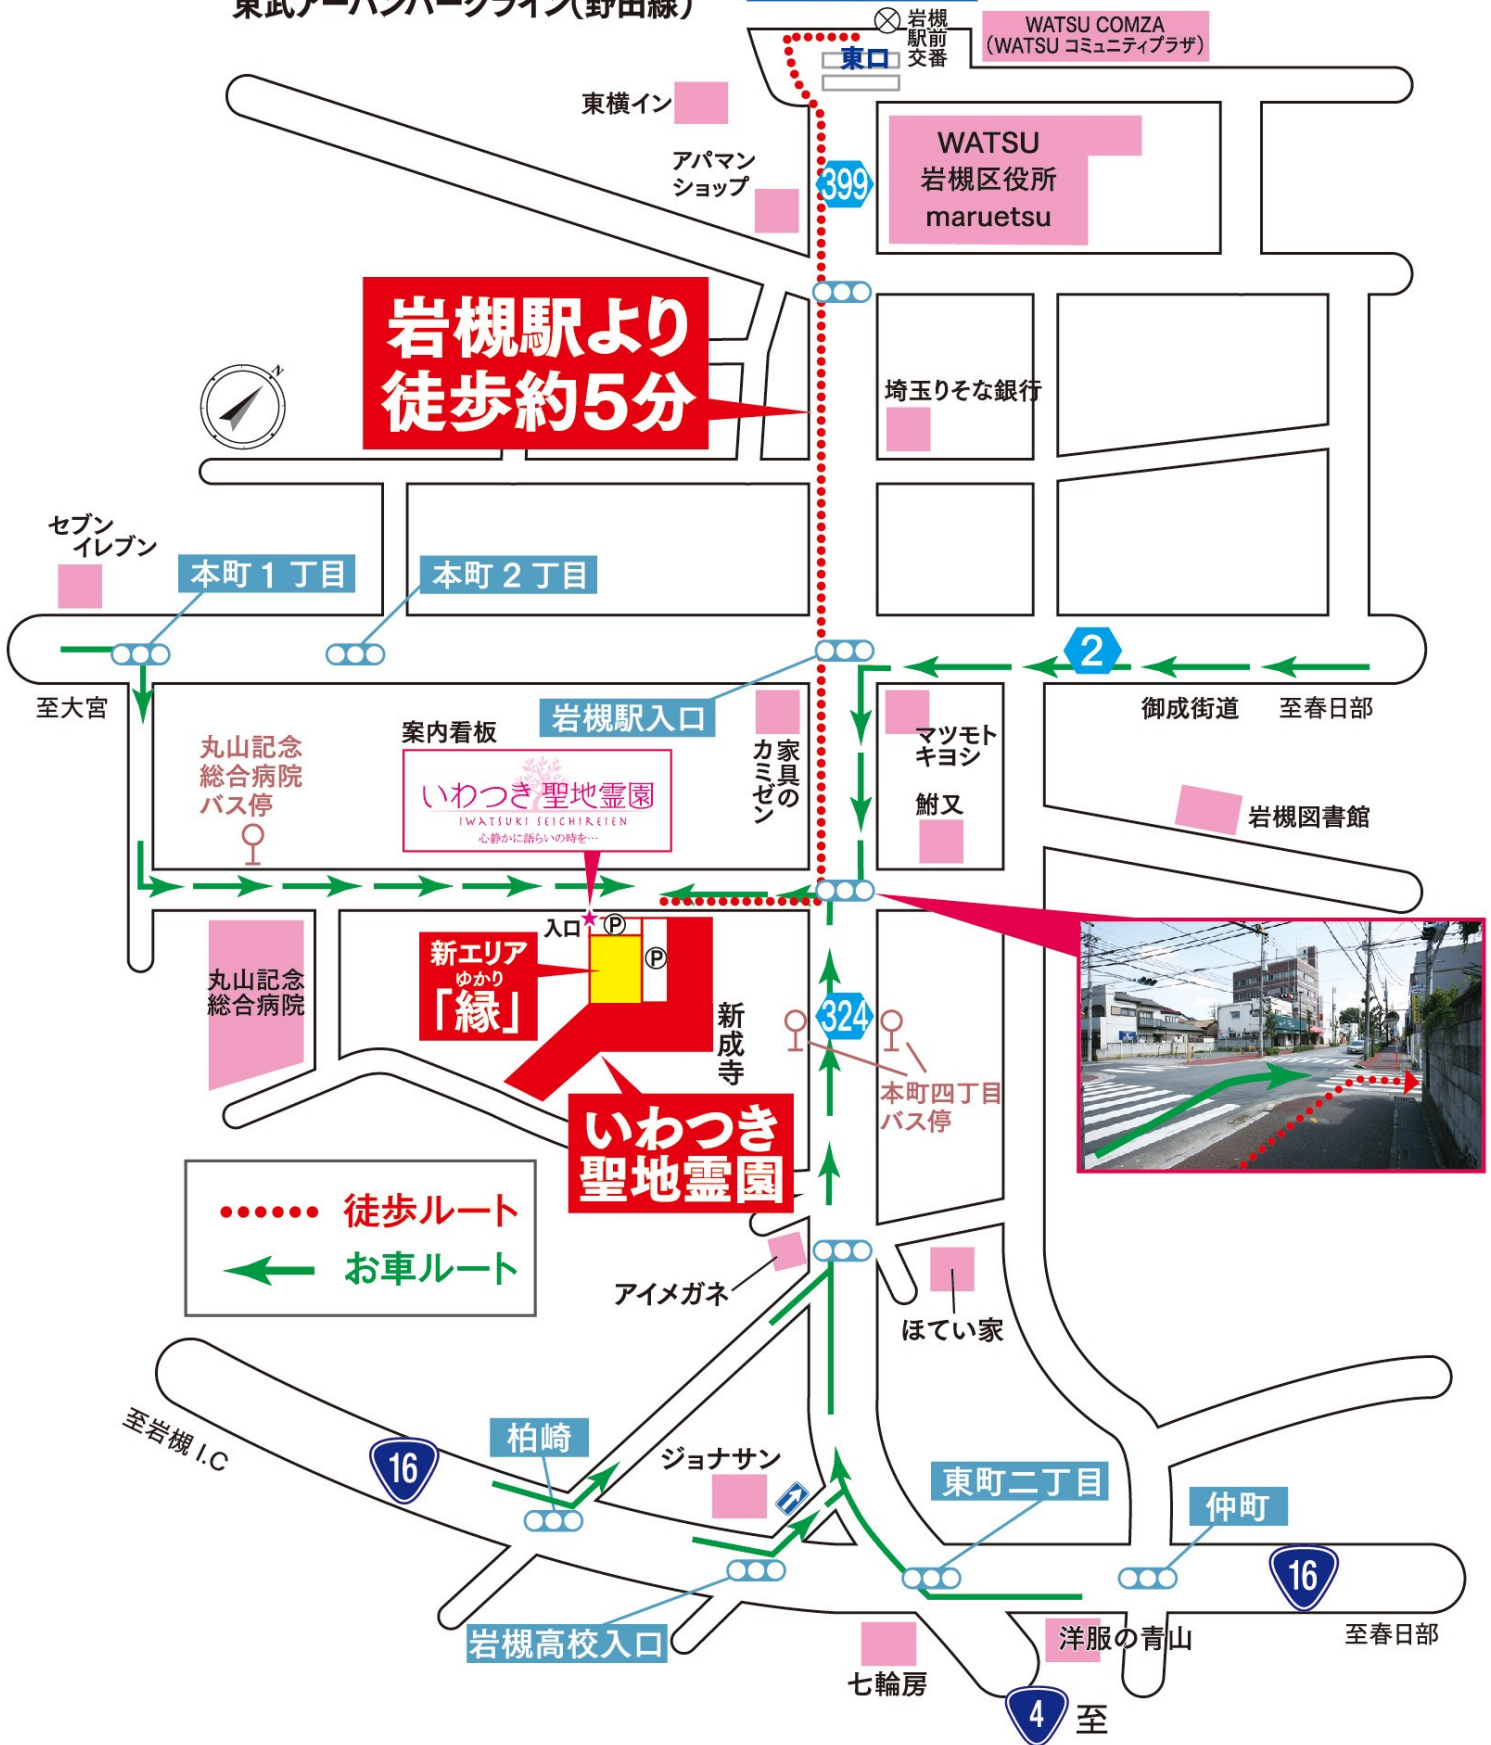 東武アーバンパークライン(野田線)
岩槻
駅前
交番
WATSU COMZA
(WATSU コミュニティプラザ)
東口
東横イン
アパマン
ショップ
399
WATSU
岩槻区役所
maruetsu
岩槻駅より
徒歩約5分
N
埼玉りそな銀行
セブン
イレブン
本町1丁目
本町2丁目
2
至大宮
岩槻駅入口
御成街道
至春日部
案内看板
丸山記念
総合病院
バス停
いわつき 聖地霊園
IWATSUKI SEICHIREIEN
心静かに語らいの時を…
家具の
カミゼン
マツモト
キヨシ
鮒又
岩槻図書館
入口
P
P
新エリア
ゆかり
「縁」
丸山記念
総合病院
新成寺
324
本町四丁目
バス停
いわつき
聖地霊園
徒歩ルート
お車ルート
アイメガネ
ほてい家
至岩槻 I.C
16
柏崎
ジョナサン
東町二丁目
仲町
16
岩槻高校入口
七輪房
洋服の青山
至春日部
4
至